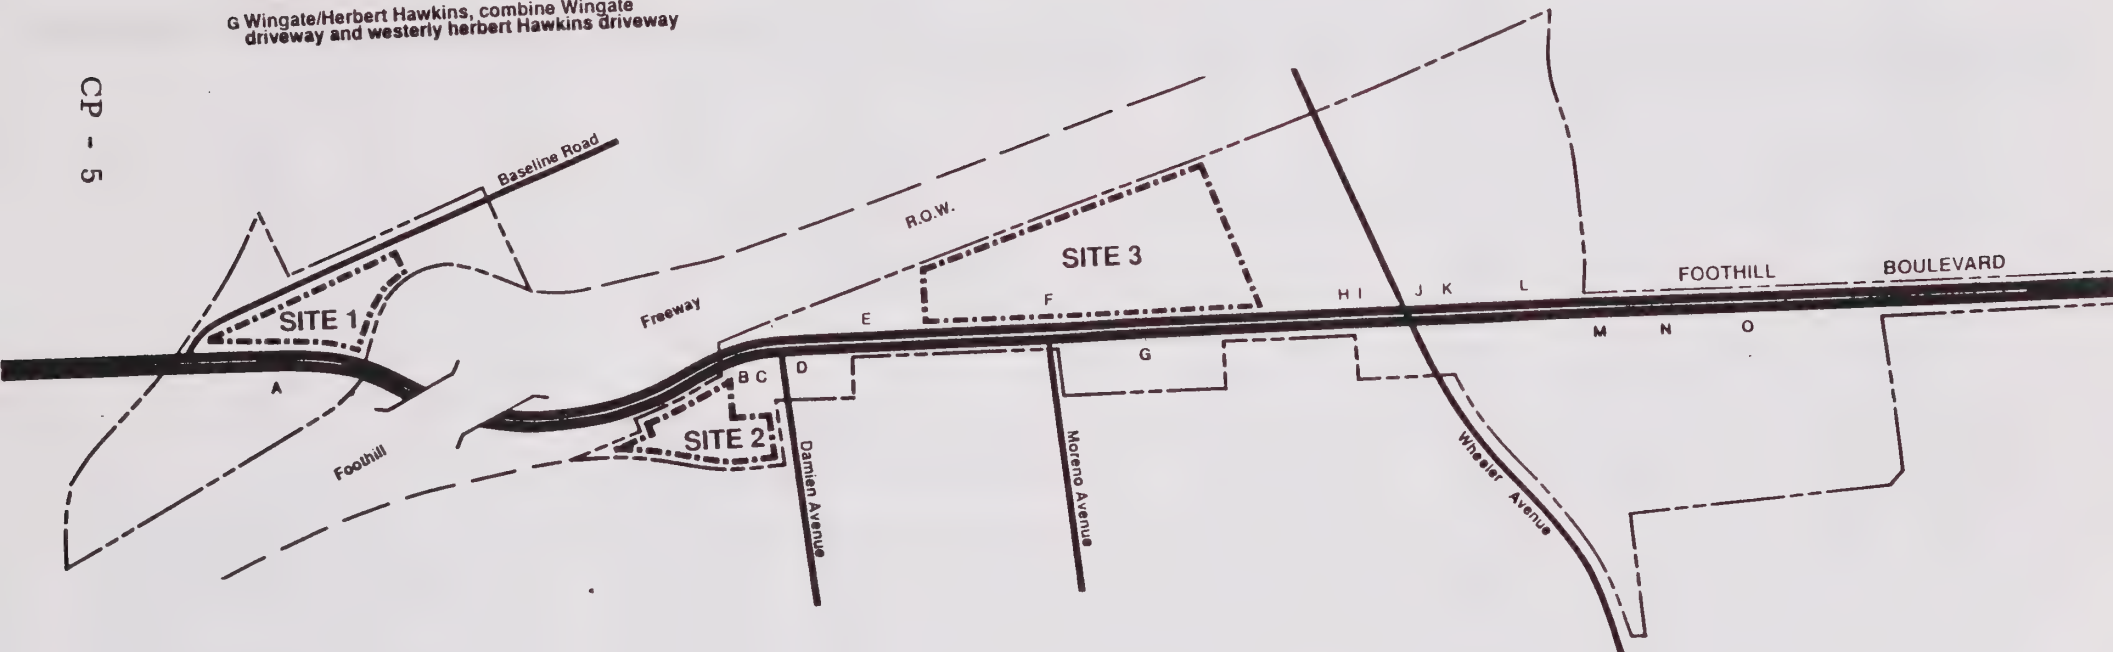 G Wingate/Herbert Hawkins, combine Wingate
driveway and westerly herbert Hawkins driveway
CP - 5
Baseline Road
R.O.W.
SITE 3
SITE 1
Freeway
FOOTHILL BOULEVARD
E
F
H I
J K
L
A
B C
D
G
M
N
O
SITE 2
Foothill
Damien Avenue
Moreno Avenue
Wheeler Avenue